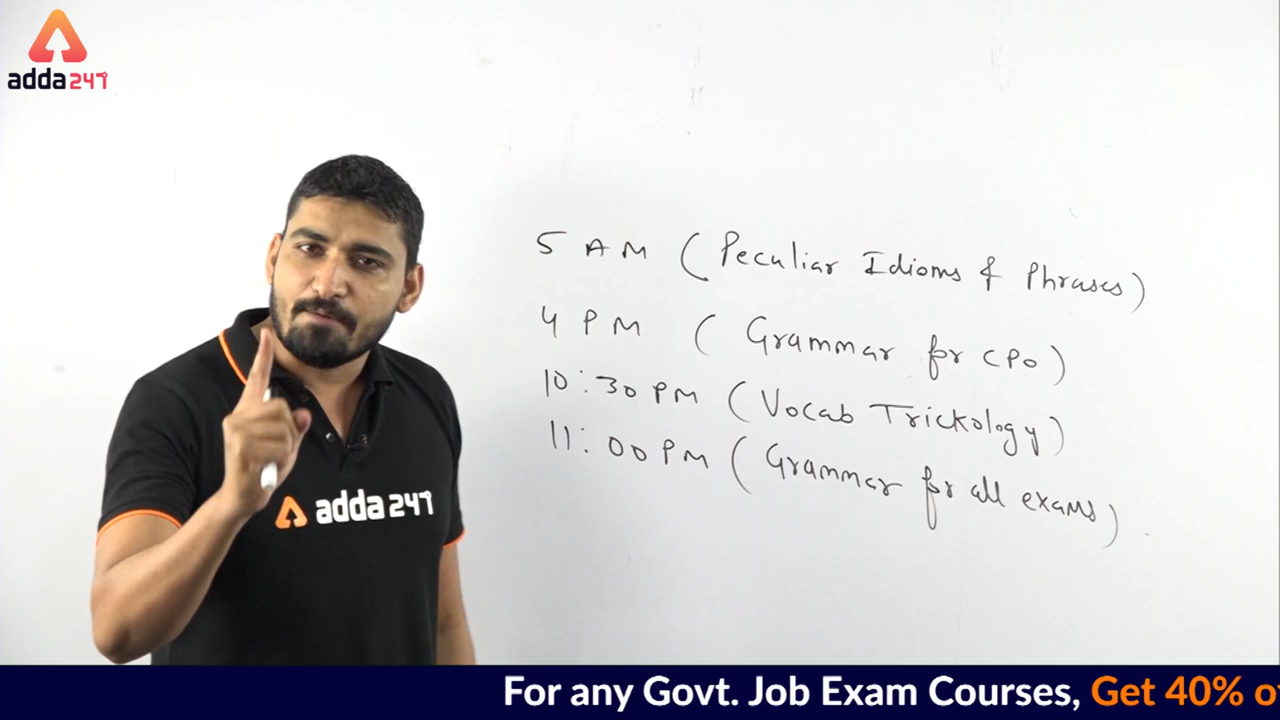 adda247
5 AM (Peculiar Idioms & Phrases)
4 PM (Grammar for CPO)
10:30 PM (Vocab Trickology)
11:00 PM (Grammar for all exams)
adda247
For any Govt. Job Exam Courses, Get 40% o